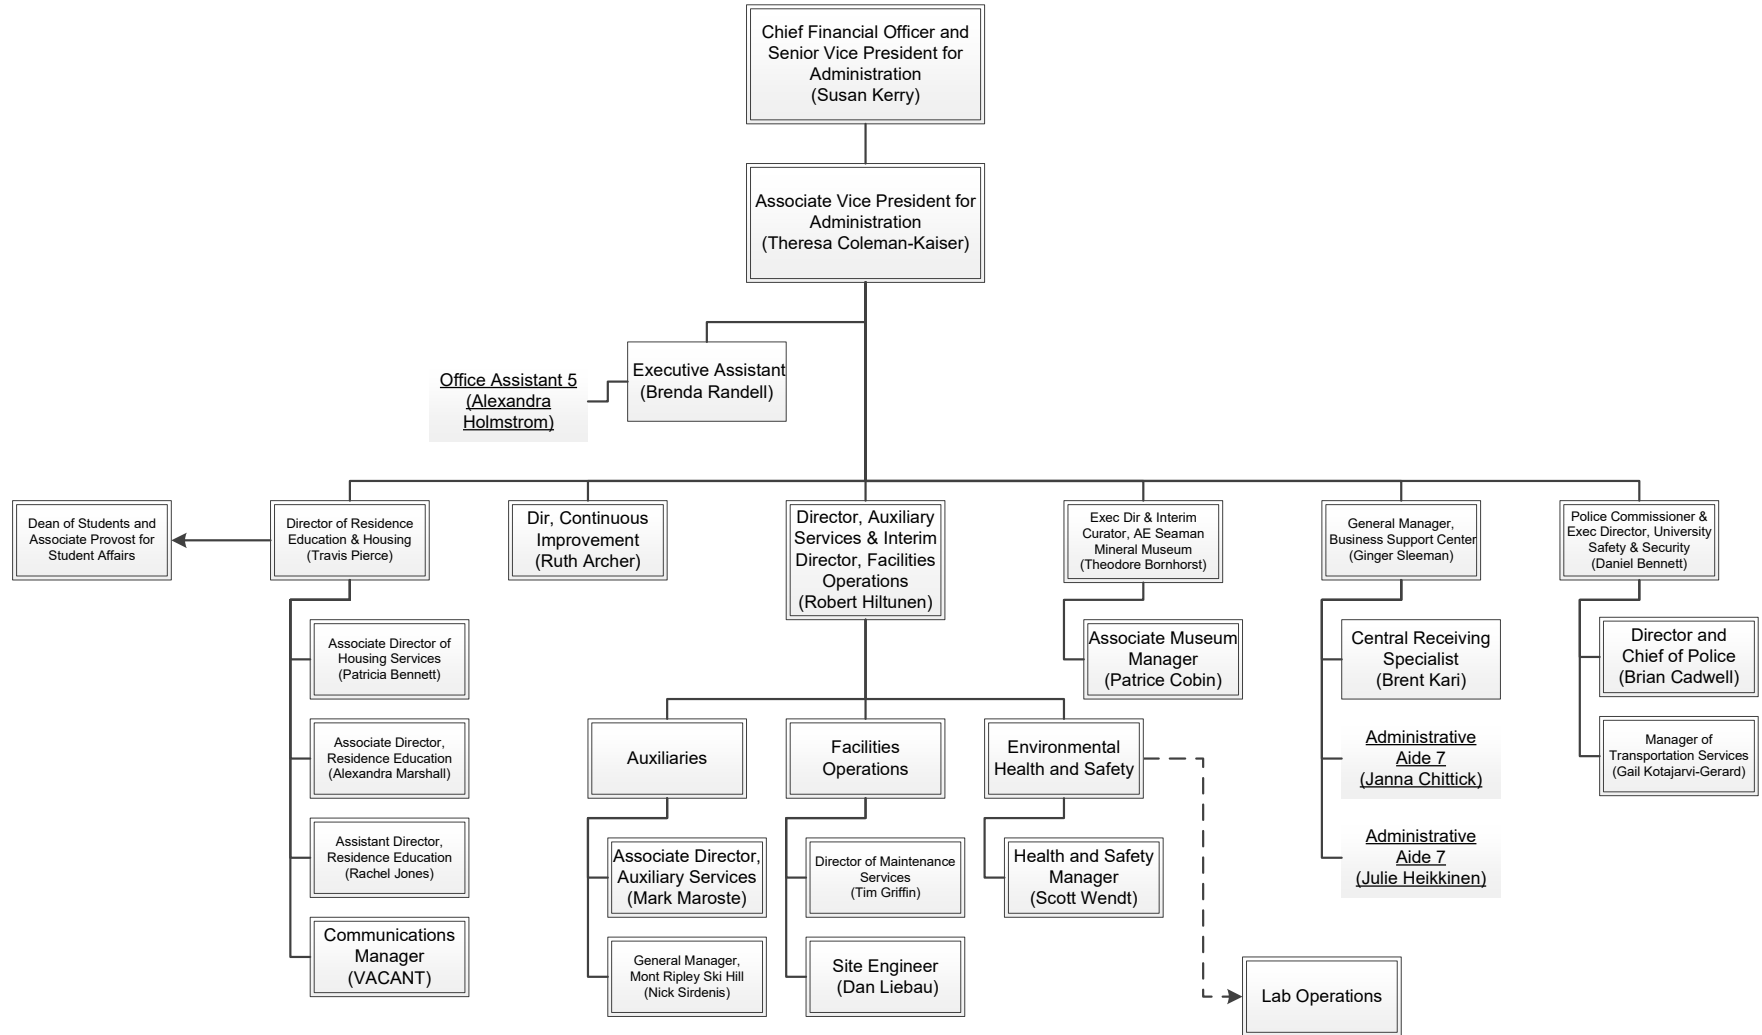 Chief Financial Officer and
Senior Vice President for
Administration
(Susan Kerry)
Associate Vice President for
Administration
(Theresa Coleman-Kaiser)
Executive Assistant
(Brenda Randell)
Office Assistant 5
(Alexandra
Holmstrom)
Dean of Students and
Associate Provost for
Student Affairs
Director of Residence
Education & Housing
(Travis Pierce)
Dir, Continuous
Improvement
(Ruth Archer)
Director, Auxiliary
Services & Interim
Director, Facilities
Operations
(Robert Hiltunen)
Exec Dir & Interim
Curator, AE Seaman
Mineral Museum
(Theodore Bornhorst)
General Manager,
Business Support Center
(Ginger Sleeman)
Police Commissioner &
Exec Director, University
Safety & Security
(Daniel Bennett)
Associate Director of
Housing Services
(Patricia Bennett)
Associate Director,
Residence Education
(Alexandra Marshall)
Assistant Director,
Residence Education
(Rachel Jones)
Communications
Manager
(VACANT)
Auxiliaries
Associate Director,
Auxiliary Services
(Mark Maroste)
General Manager,
Mont Ripley Ski Hill
(Nick Sirdenis)
Facilities
Operations
Director of Maintenance
Services
(Tim Griffin)
Site Engineer
(Dan Liebau)
Environmental
Health and Safety
Health and Safety
Manager
(Scott Wendt)
Lab Operations
Associate Museum
Manager
(Patrice Cobin)
Central Receiving
Specialist
(Brent Kari)
Administrative
Aide 7
(Janna Chittick)
Administrative
Aide 7
(Julie Heikkinen)
Director and
Chief of Police
(Brian Cadwell)
Manager of
Transportation Services
(Gail Kotajarvi-Gerard)